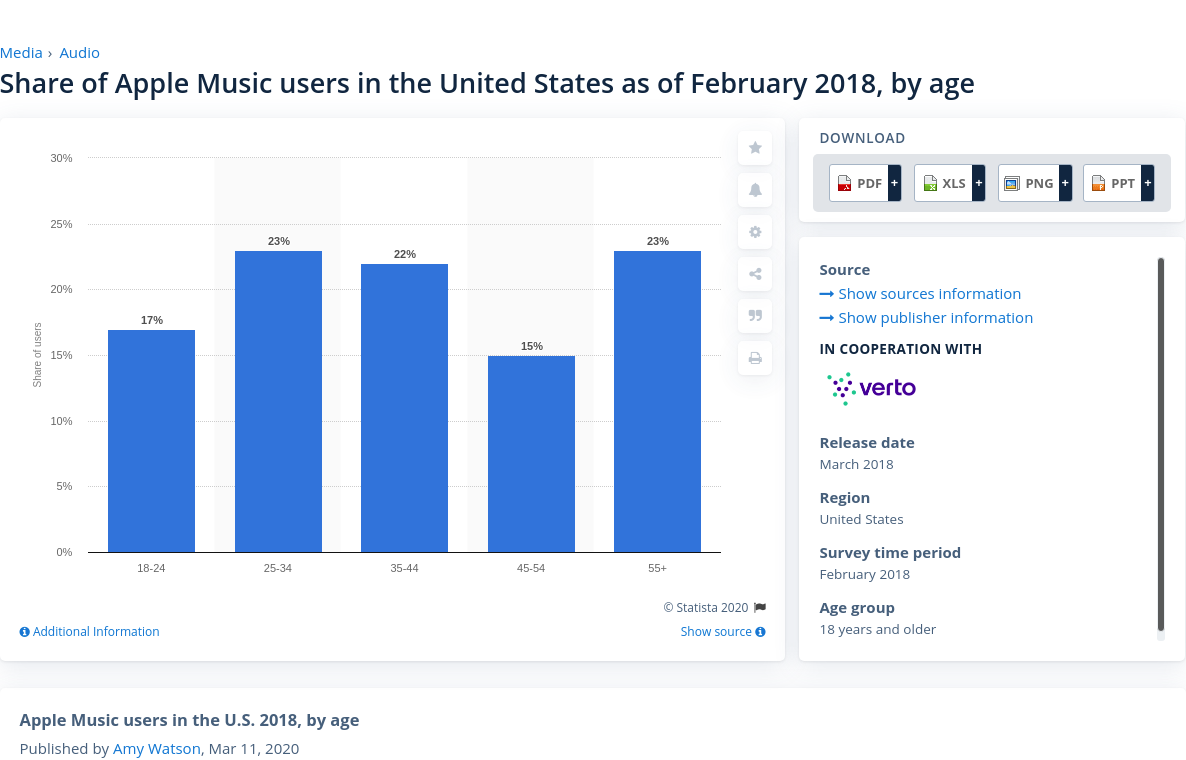 Media › Audio
Share of Apple Music users in the United States as of February 2018, by age
30%
25%
20%
15%
10%
5%
0%
Share of users
17%
23%
22%
15%
23%
18-24
25-34
35-44
45-54
55+
© Statista 2020
Additional Information
Show source
DOWNLOAD
PDF +
XLS +
PNG +
PPT +
Source
Show sources information
Show publisher information
IN COOPERATION WITH
verto
Release date
March 2018
Region
United States
Survey time period
February 2018
Age group
18 years and older
Apple Music users in the U.S. 2018, by age
Published by Amy Watson, Mar 11, 2020